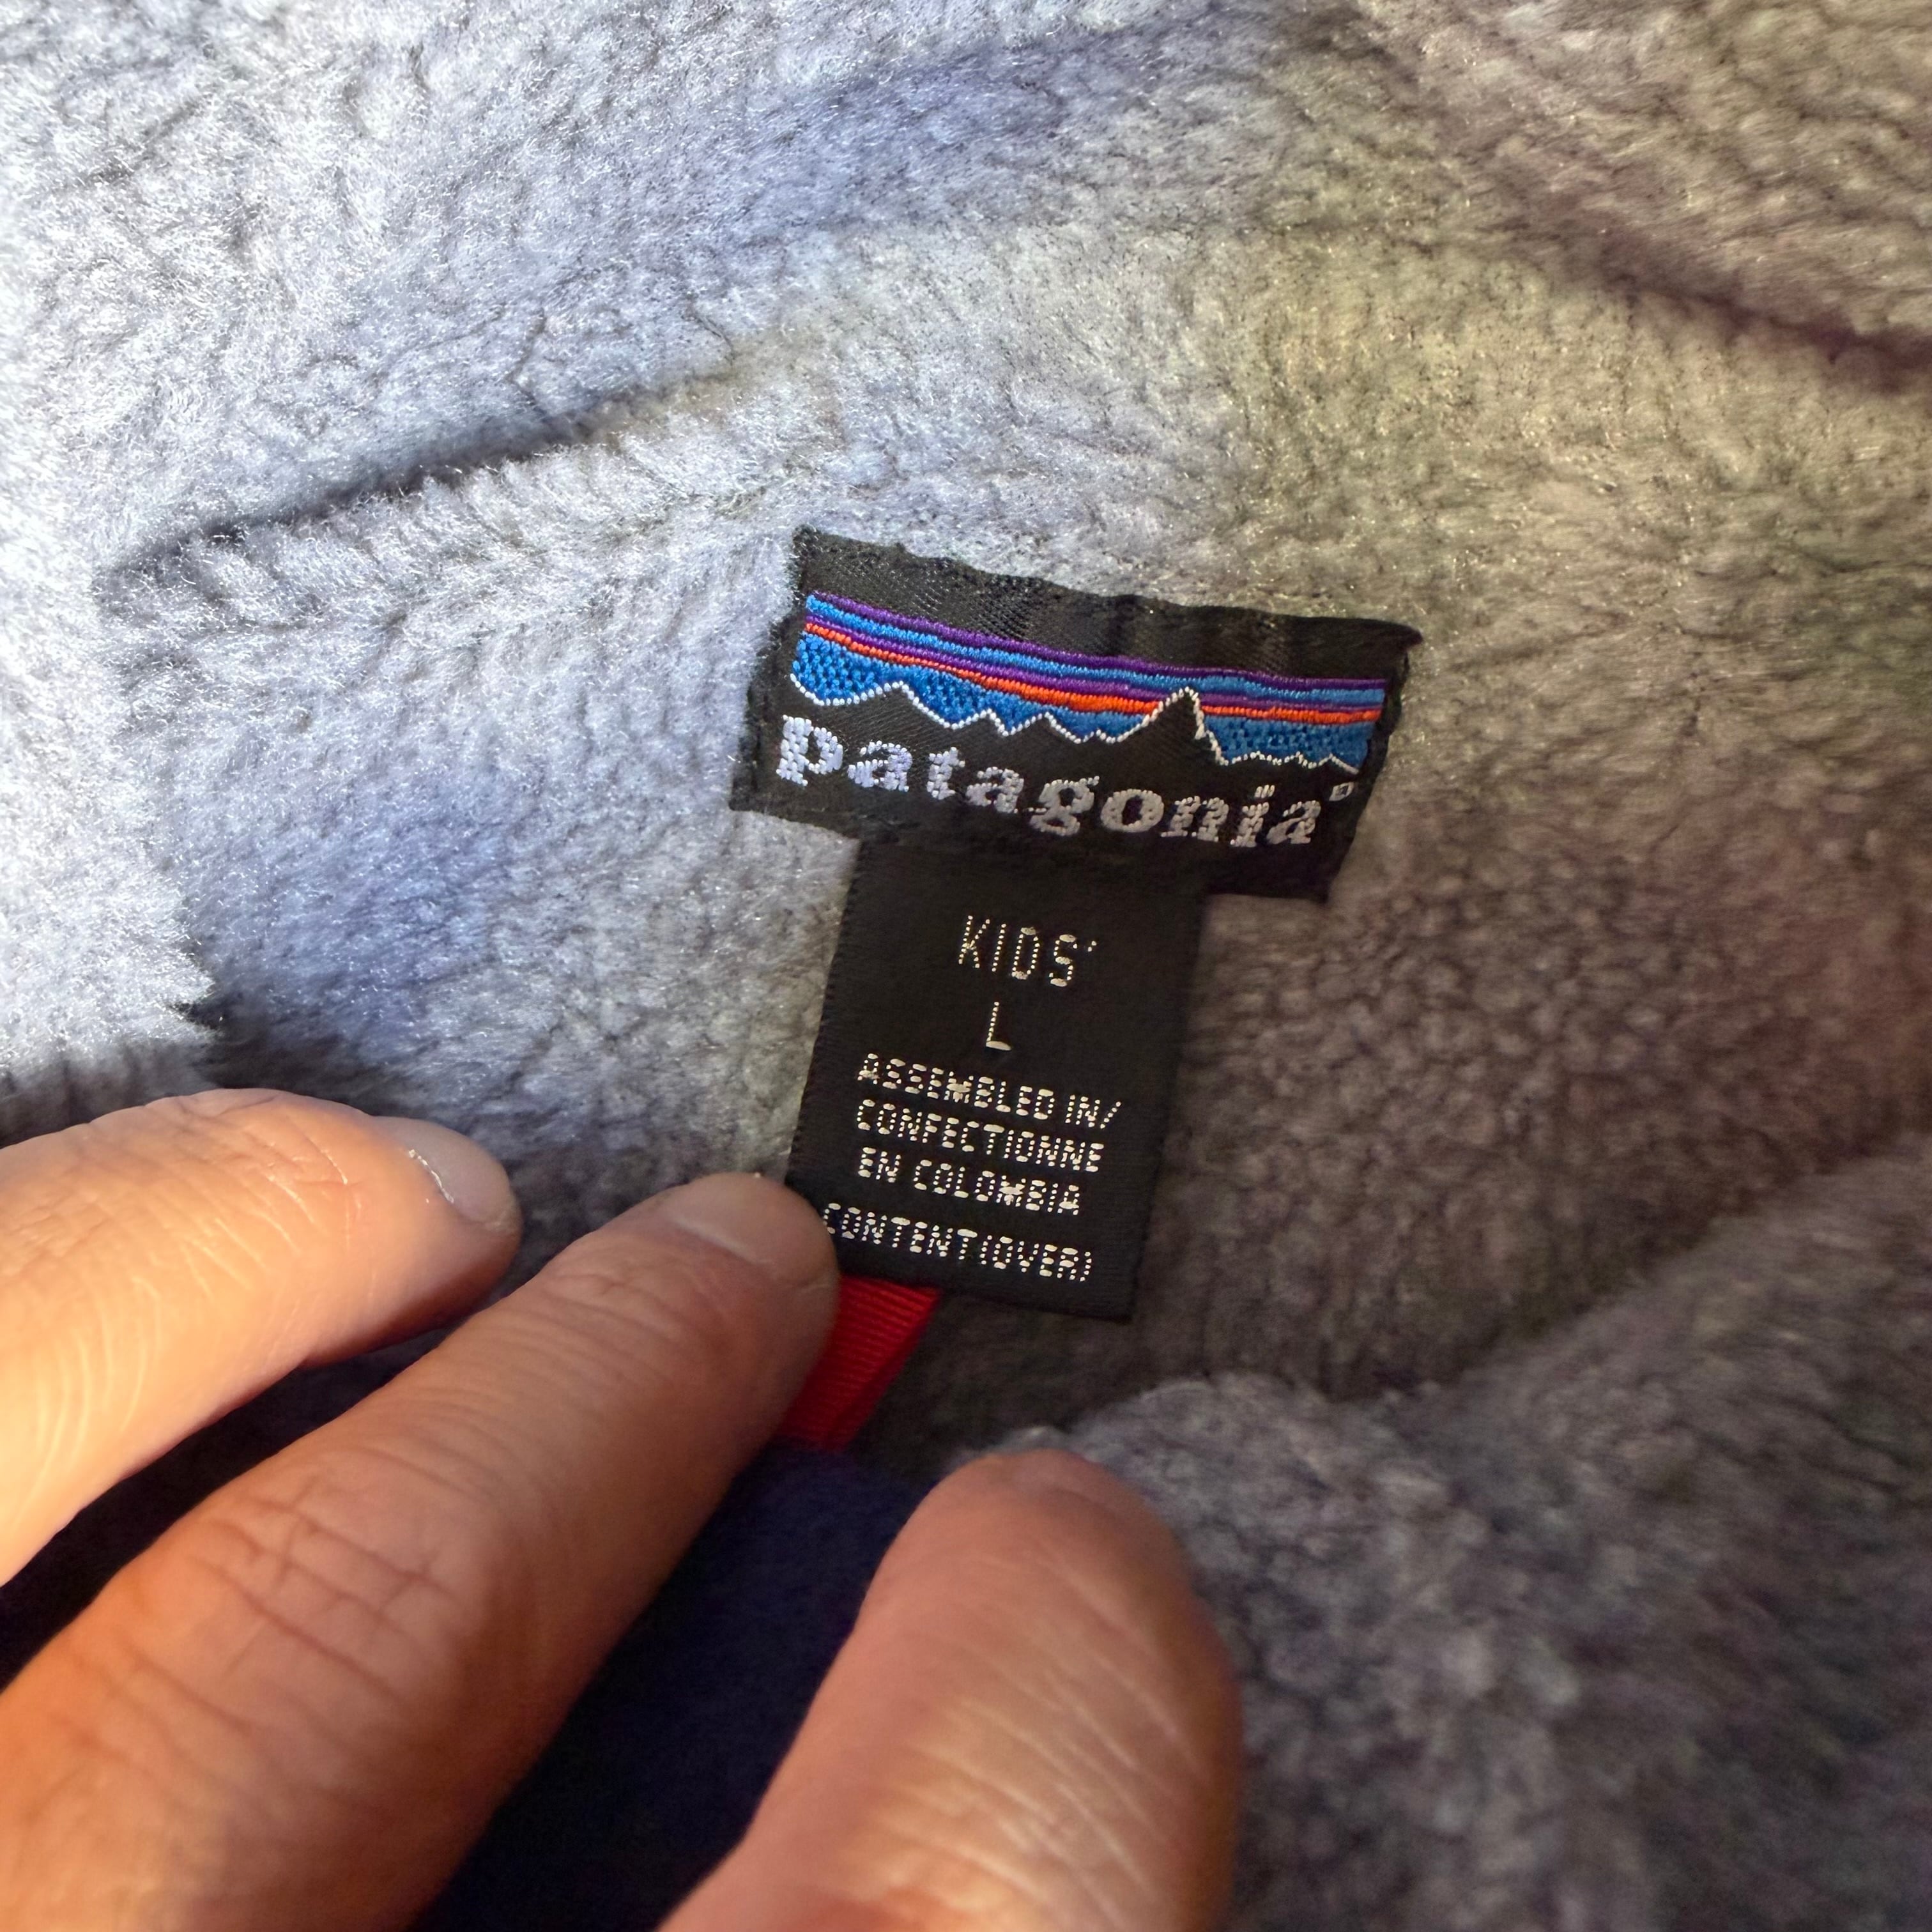 patagonia®
KIDS'
L
ASSEMBLED IN/
CONFECTIONNE
EN COLOMBIA
CONTENT(OVER)